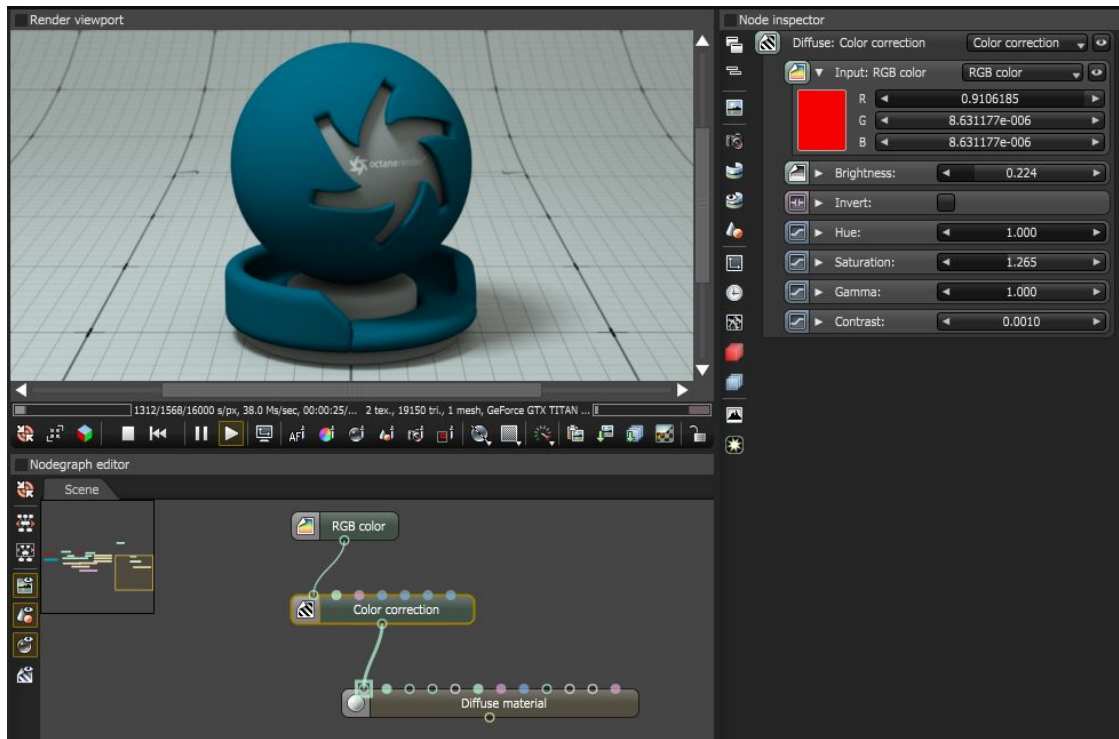 Render viewport
octanerender
1312/1568/16000 s/px, 38.0 Ms/sec, 00:00:25/... 2 tex., 19150 tri., 1 mesh, GeForce GTX TITAN ...
AF
Nodegraph editor
Scene
RGB color
Color correction
Diffuse material
Node inspector
Diffuse: Color correction Color correction
Input: RGB color RGB color
R 0.9106185
G 8.631177e-006
B 8.631177e-006
Brightness: 0.224
Invert:
Hue: 1.000
Saturation: 1.265
Gamma: 1.000
Contrast: 0.0010